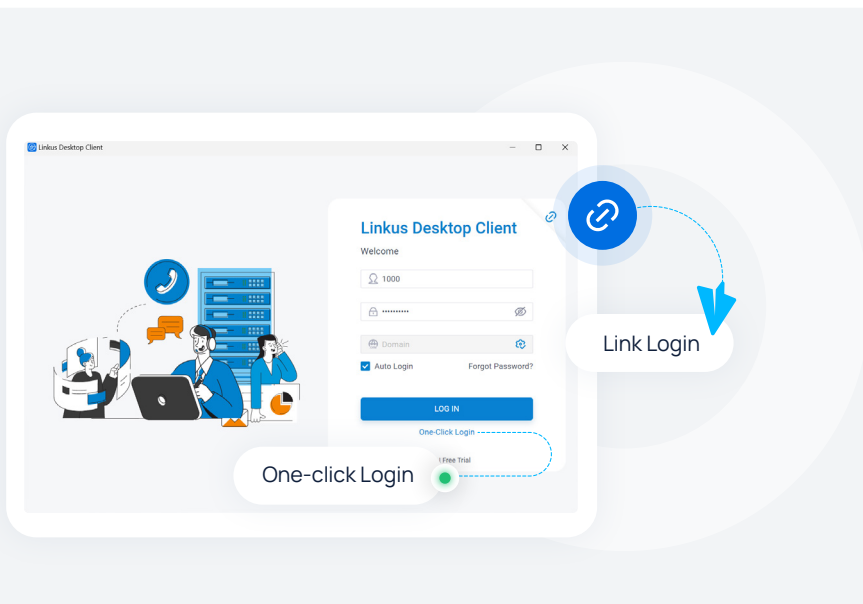 Linkus Desktop Client
Linkus Desktop Client
Welcome
1000
Domain
Auto Login
Forgot Password?
LOG IN
One-Click Login
Free Trial
Link Login
One-click Login